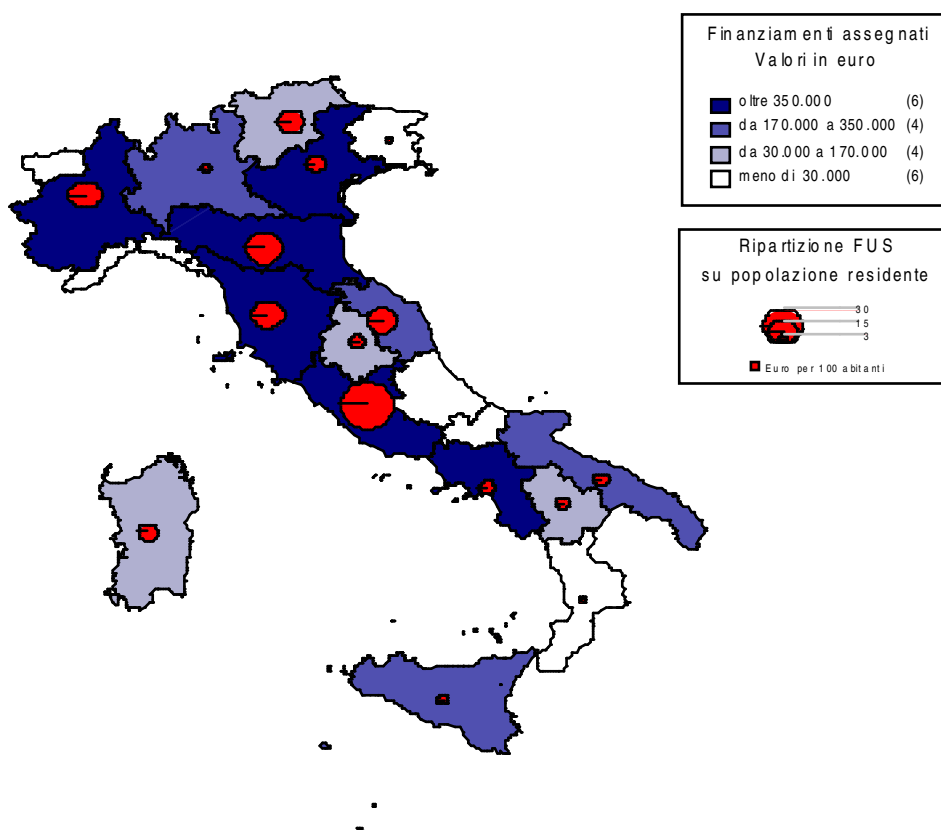 Finanziamenti assegnati
Valori in euro
oltre 350.000 (6)
da 170.000 a 350.000 (4)
da 30.000 a 170.000 (4)
meno di 30.000 (6)
Ripartizione FUS
su popolazione residente
30
15
3
Euro per 100 abitanti